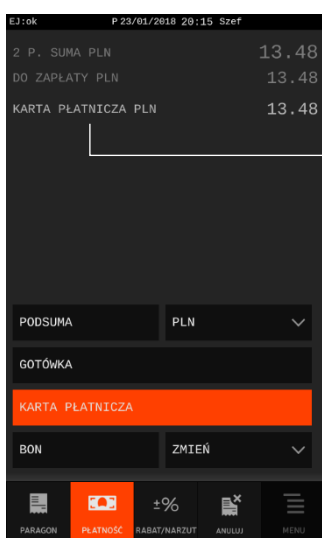 EJ:ok P 23/01/2018 20:15 Szef
2 P. SUMA PLN 13.48
DO ZAPŁATY PLN 13.48
KARTA PŁATNICZA PLN 13.48
PODSUMA PLN
GOTÓWKA
KARTA PŁATNICZA
BON ZMIEŃ
±%
PARAGON PŁATNOŚĆ RABAT/NARZUT ANULUJ MENU